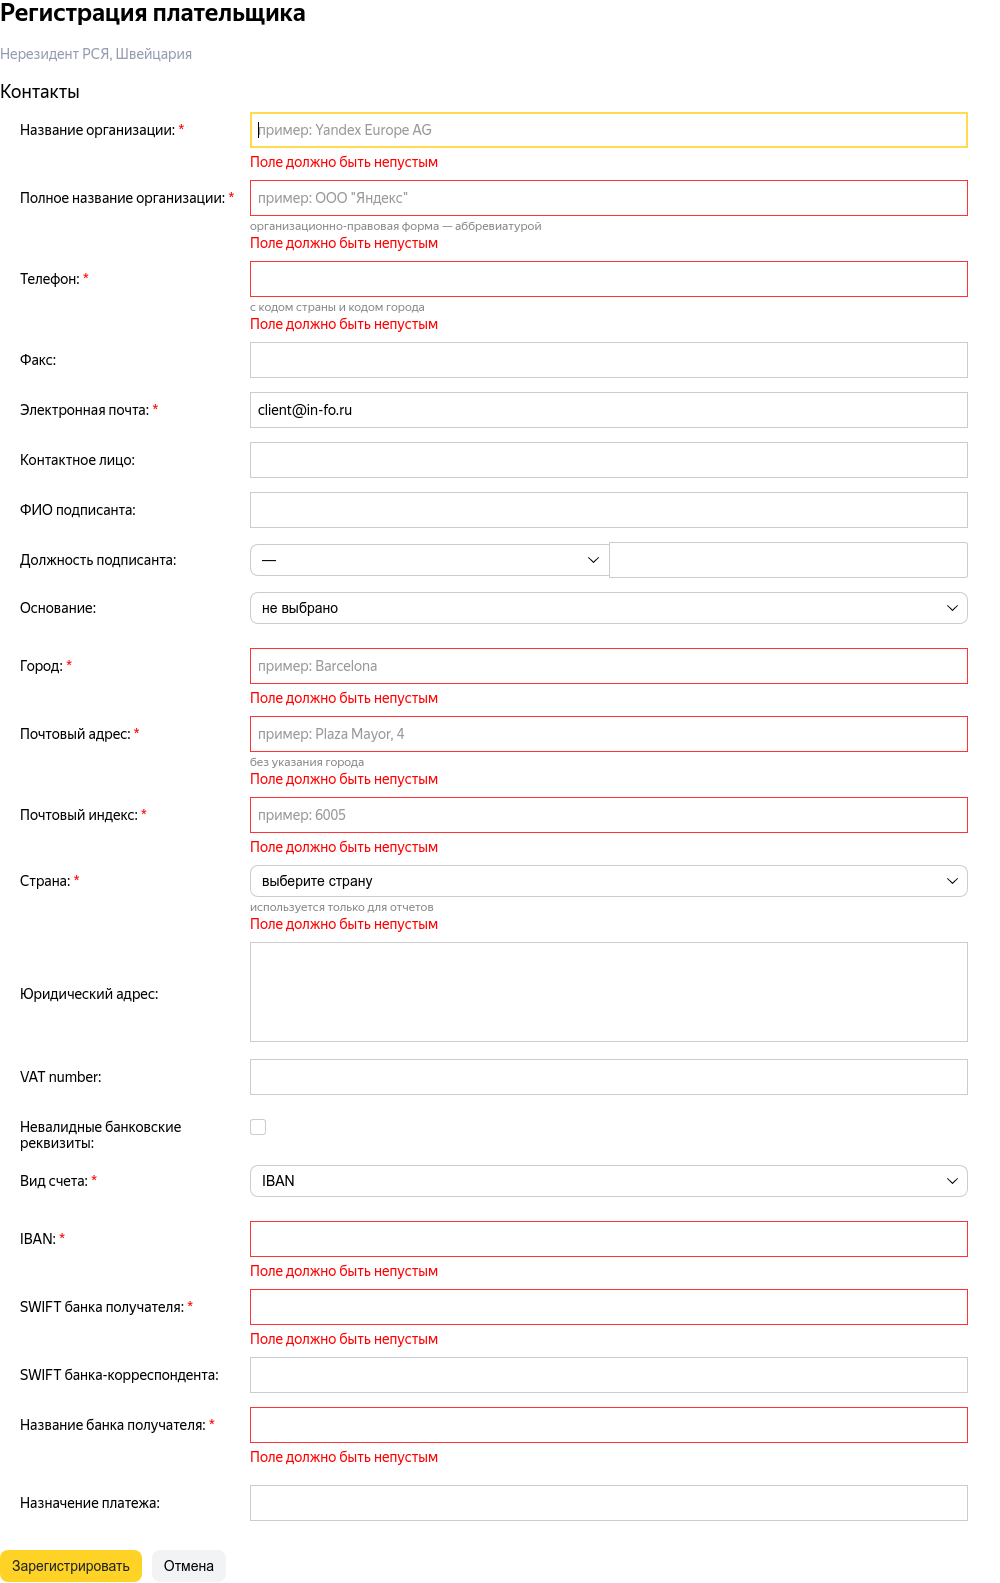 Регистрация плательщика
Нерезидент РСЯ, Швейцария
Контакты
Название организации: *
пример: Yandex Europe AG
Поле должно быть непустым
Полное название организации: *
пример: ООО "Яндекс"
организационно-правовая форма — аббревиатурой
Поле должно быть непустым
Телефон: *
с кодом страны и кодом города
Поле должно быть непустым
Факс:
Электронная почта: *
client@in-fo.ru
Контактное лицо:
ФИО подписанта:
Должность подписанта:
—
Основание:
не выбрано
Город: *
пример: Barcelona
Поле должно быть непустым
Почтовый адрес: *
пример: Plaza Mayor, 4
без указания города
Поле должно быть непустым
Почтовый индекс: *
пример: 6005
Поле должно быть непустым
Страна: *
выберите страну
используется только для отчетов
Поле должно быть непустым
Юридический адрес:
VAT number:
Невалидные банковские
реквизиты:
Вид счета: *
IBAN
IBAN: *
Поле должно быть непустым
SWIFT банка получателя: *
Поле должно быть непустым
SWIFT банка-корреспондента:
Название банка получателя: *
Поле должно быть непустым
Назначение платежа:
Зарегистрировать
Отмена